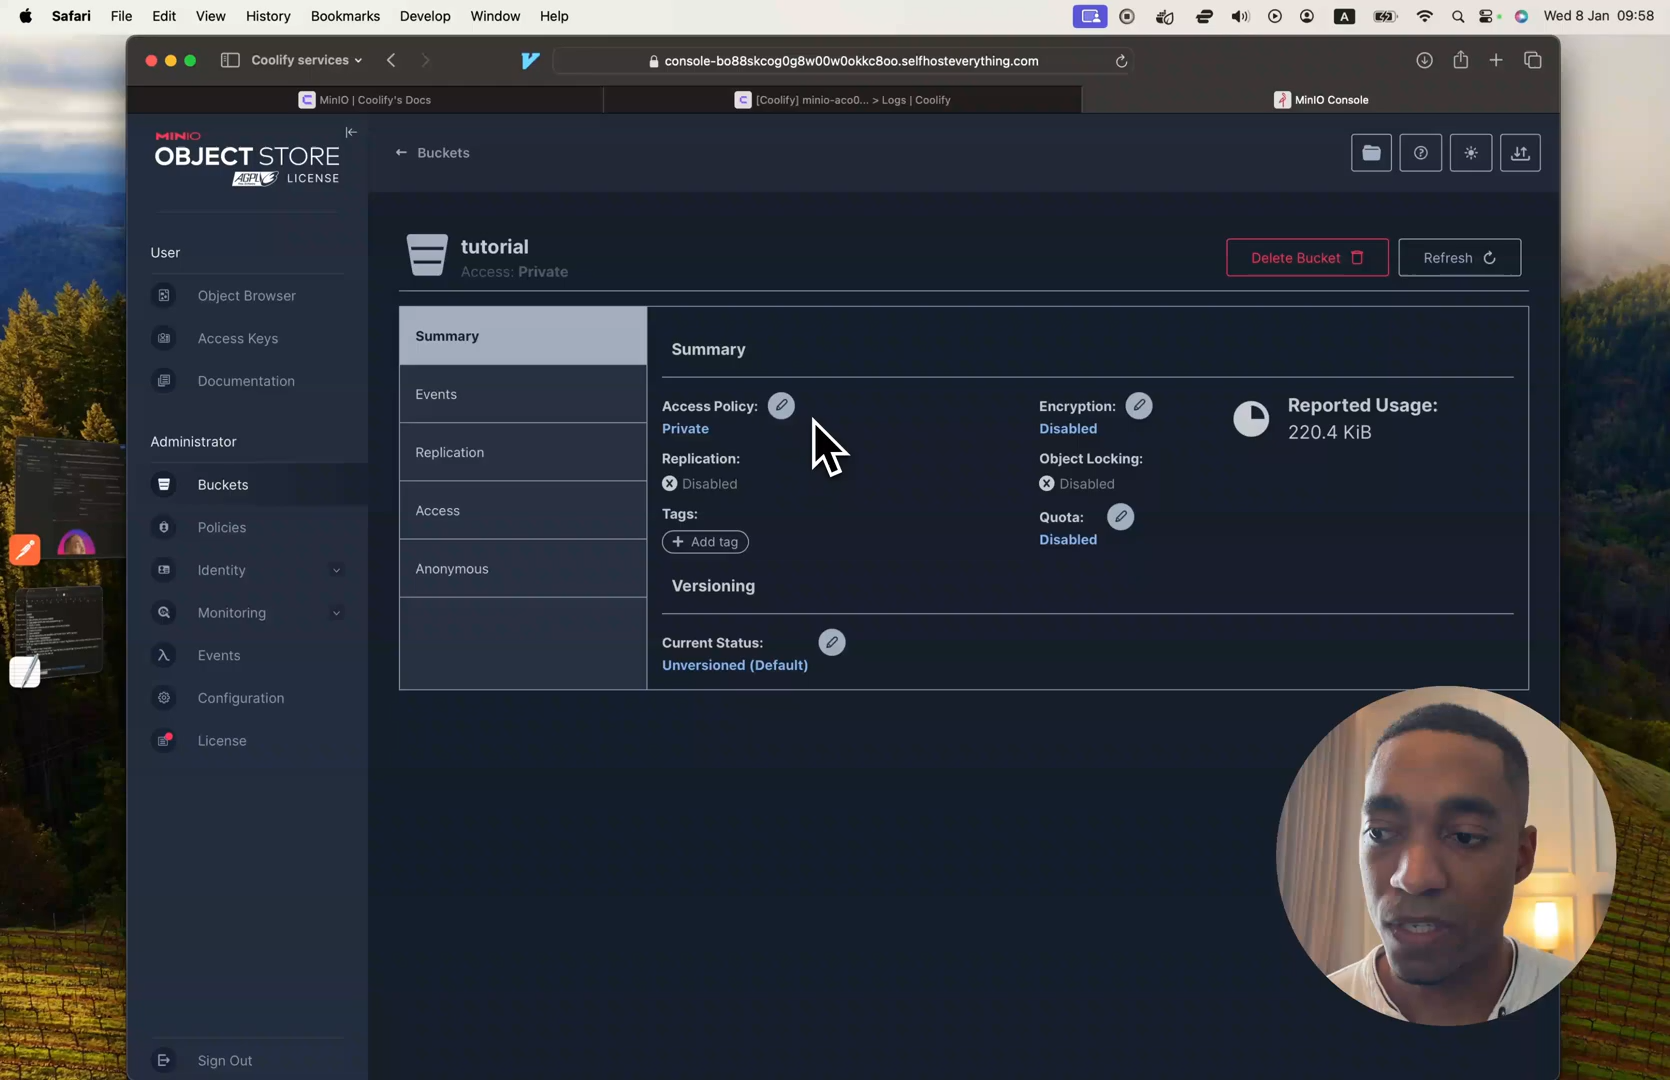 Safari File Edit View History Bookmarks Develop Window Help A Wed 8 Jan 09:58
Coolify services console-bo88skcog0g8w00w0okkc8oo.selfhosteverything.com
MinIO | Coolify's Docs
[Coolify] minio-aco0... > Logs | Coolify
MinIO Console
MINIO
OBJECT STORE
AGPL LICENSE
Buckets
User
Object Browser
Access Keys
Documentation
Administrator
Buckets
Policies
Identity
Monitoring
Events
Configuration
License
Sign Out
tutorial
Access: Private
Delete Bucket
Refresh
Summary
Events
Replication
Access
Anonymous
Summary
Access Policy:
Private
Replication:
Disabled
Tags:
+ Add tag
Encryption:
Disabled
Object Locking:
Disabled
Quota:
Disabled
Reported Usage:
220.4 KiB
Versioning
Current Status:
Unversioned (Default)